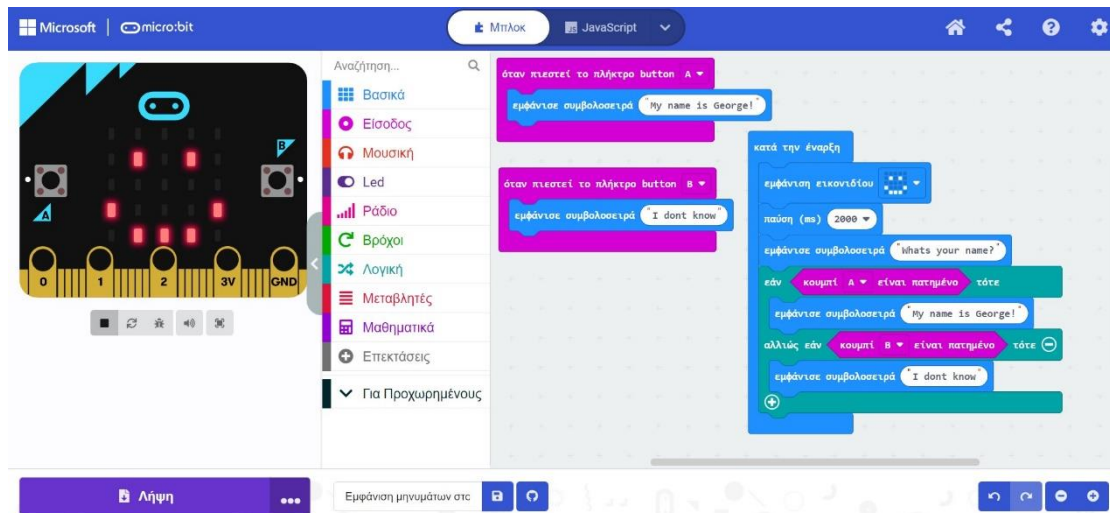 Microsoft micro:bit Μπλοκ JavaScript
Αναζήτηση...
Βασικά
Είσοδος
Μουσική
Led
Ράδιο
Βρόχοι
Λογική
Μεταβλητές
Μαθηματικά
Επεκτάσεις
Για Προχωρημένους
A
B
0 1 2 3V GND
όταν πιεστεί το πλήκτρο button A
εμφάνισε συμβολοσειρά "My name is George!"
όταν πιεστεί το πλήκτρο button B
εμφάνισε συμβολοσειρά "I dont know"
κατά την έναρξη
εμφάνιση εικονιδίου
παύση (ms) 2000
εμφάνισε συμβολοσειρά "Whats your name?"
εάν κουμπί A είναι πατημένο τότε
εμφάνισε συμβολοσειρά "My name is George!"
αλλιώς εάν κουμπί B είναι πατημένο τότε
εμφάνισε συμβολοσειρά "I dont know"
Λήψη
Εμφάνιση μηνυμάτων στο